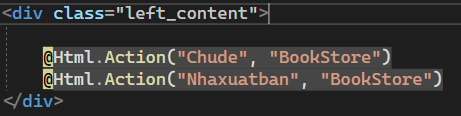 <div class="left_content">
@Html.Action("Chude", "BookStore")
@Html.Action("Nhaxuatban", "BookStore")
</div>